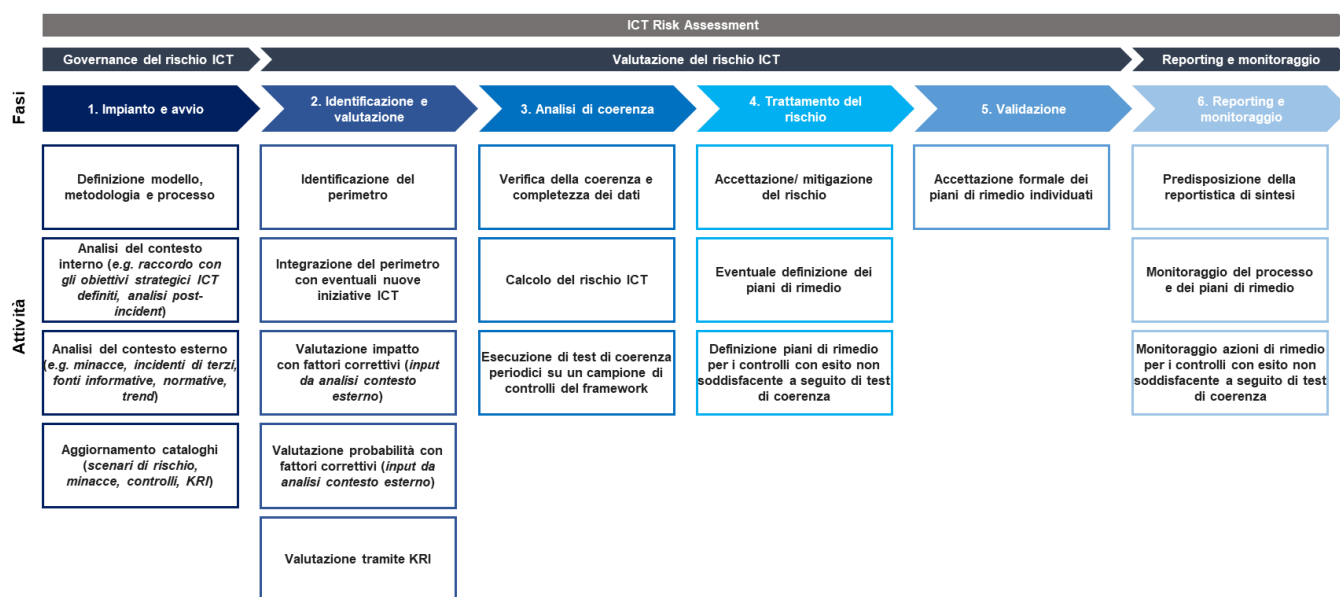 ICT Risk Assessment
Governance del rischio ICT
Valutazione del rischio ICT
Reporting e monitoraggio
Fasi
1. Impianto e avvio
2. Identificazione e
valutazione
3. Analisi di coerenza
4. Trattamento del
rischio
5. Validazione
6. Reporting e
monitoraggio
Attività
Definizione modello,
metodologia e processo
Analisi del contesto
interno (e.g. raccordo con
gli obiettivi strategici ICT
definiti, analisi post-
incident)
Analisi del contesto esterno
(e.g. minacce, incidenti di terzi,
fonti informative, normative,
trend)
Aggiornamento cataloghi
(scenari di rischio,
minacce, controlli, KRI)
Identificazione del
perimetro
Integrazione del perimetro
con eventuali nuove
iniziative ICT
Valutazione impatto
con fattori correttivi (input
da analisi contesto
esterno)
Valutazione probabilità con
fattori correttivi (input da
analisi contesto esterno)
Valutazione tramite KRI
Verifica della coerenza e
completezza dei dati
Calcolo del rischio ICT
Esecuzione di test di coerenza
periodici su un campione di
controlli del framework
Accettazione/ mitigazione
del rischio
Eventuale definizione dei
piani di rimedio
Definizione piani di rimedio
per i controlli con esito non
soddisfacente a seguito di test
di coerenza
Accettazione formale dei
piani di rimedio individuati
Predisposizione della
reportistica di sintesi
Monitoraggio del processo
e dei piani di rimedio
Monitoraggio azioni di rimedio
per i controlli con esito non
soddisfacente a seguito di test
di coerenza